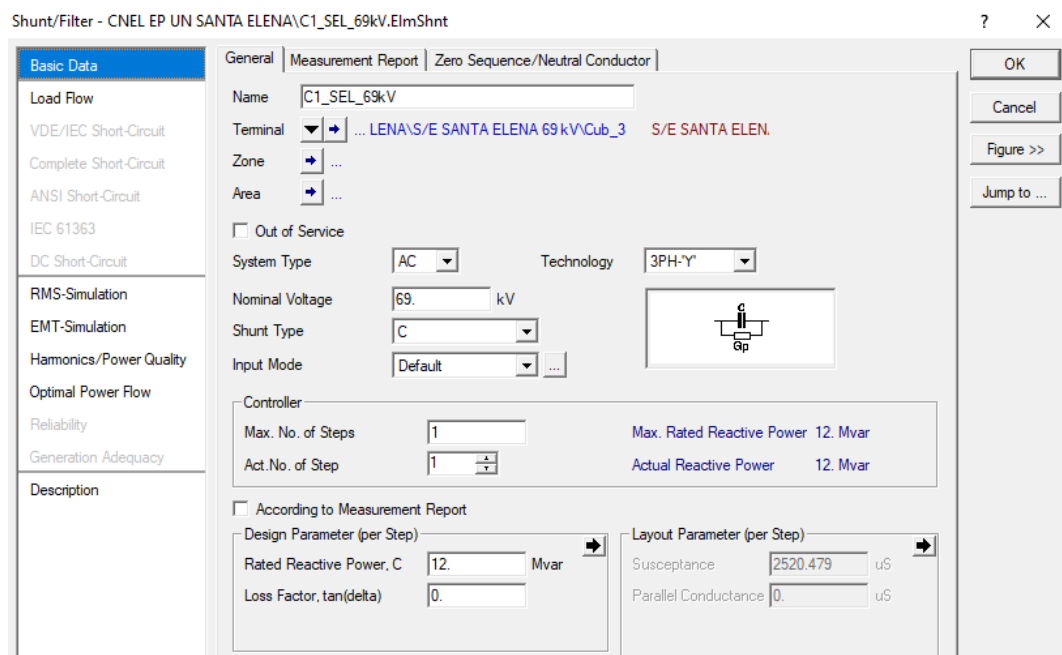 Shunt/Filter - CNEL EP UN SANTA ELENA\C1_SEL_69kV.ElmShnt ? ×
Basic Data
Load Flow
VDE/IEC Short-Circuit
Complete Short-Circuit
ANSI Short-Circuit
IEC 61363
DC Short-Circuit
RMS-Simulation
EMT-Simulation
Harmonics/Power Quality
Optimal Power Flow
Reliability
Generation Adequacy
Description
General Measurement Report Zero Sequence/Neutral Conductor
Name C1_SEL_69kV
Terminal ... LENA\S/E SANTA ELENA 69 kV\Cub_3 S/E SANTA ELEN.
Zone ...
Area ...
Out of Service
System Type AC Technology 3PH-'Y'
Nominal Voltage 69. kV
Shunt Type C
Input Mode Default ...
C
Gp
Controller
Max. No. of Steps 1 Max. Rated Reactive Power 12. Mvar
Act.No. of Step 1 Actual Reactive Power 12. Mvar
According to Measurement Report
Design Parameter (per Step)
Rated Reactive Power, C 12. Mvar
Loss Factor, tan(delta) 0.
Layout Parameter (per Step)
Susceptance 2520.479 uS
Parallel Conductance 0. uS
OK
Cancel
Figure >>
Jump to ...